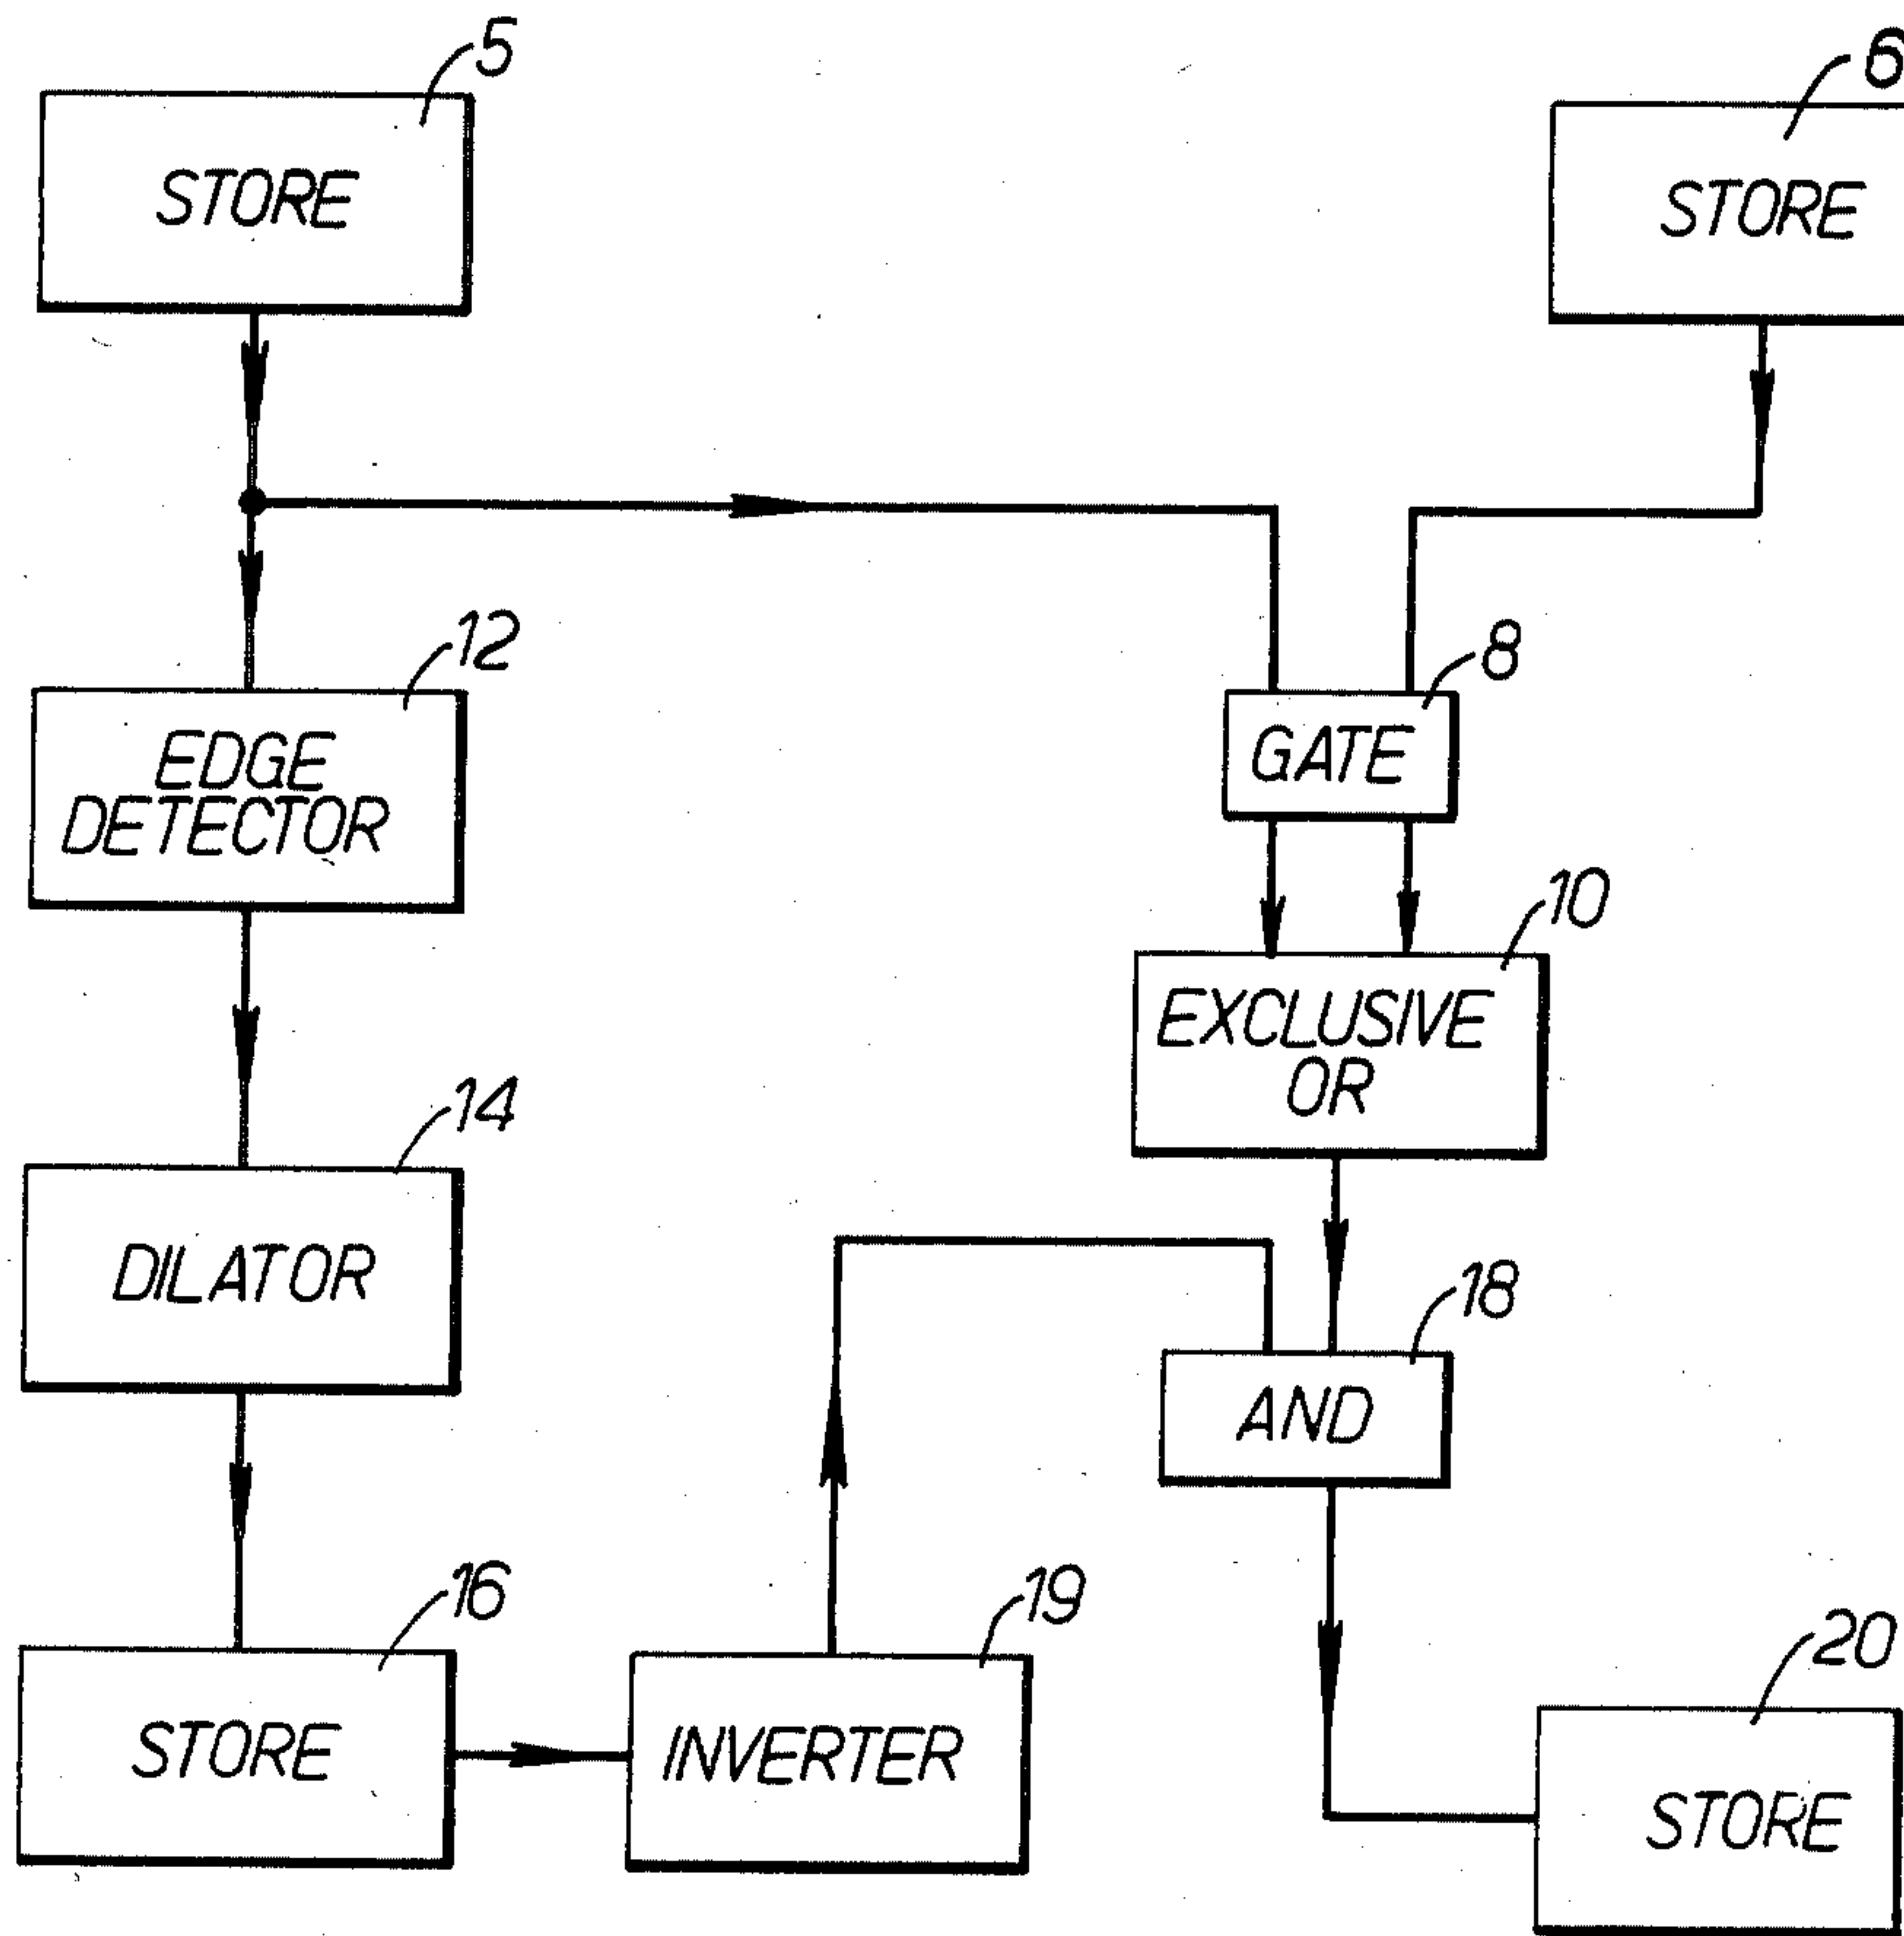 5
6
STORE
STORE
12
8
EDGE
DETECTOR
GATE
10
EXCLUSIVE
OR
14
DILATOR
18
AND
16
19
20
STORE
INVERTER
STORE